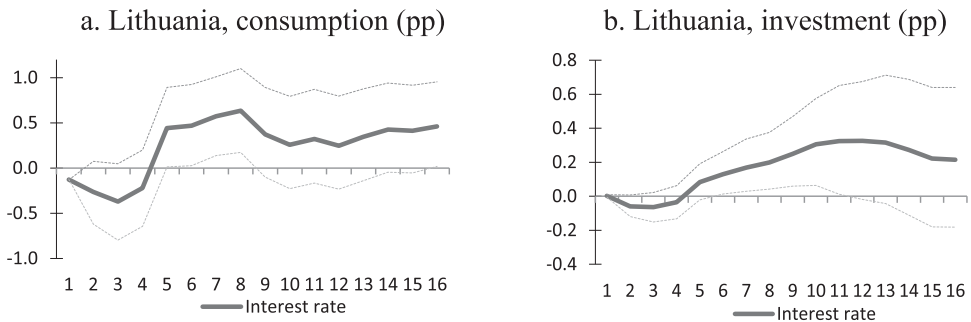 a. Lithuania, consumption (pp)
1.0
0.5
0.0
-0.5
-1.0
1 2 3 4 5 6 7 8 9 10 11 12 13 14 15 16
Interest rate
b. Lithuania, investment (pp)
0.8
0.6
0.4
0.2
0.0
-0.2
-0.4
1 2 3 4 5 6 7 8 9 10 11 12 13 14 15 16
Interest rate